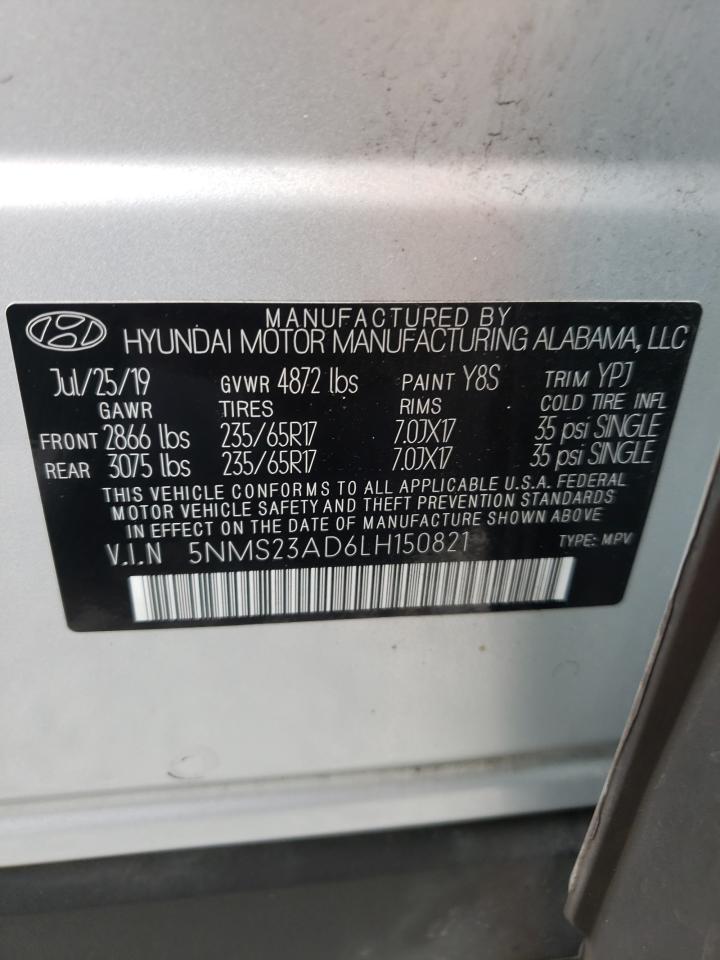 MANUFACTURED BY
HYUNDAI MOTOR MANUFACTURING ALABAMA, LLC
Jul/25/19 GVWR 4872 lbs PAINT Y8S TRIM YPJ
GAWR TIRES RIMS COLD TIRE INFL
FRONT 2866 lbs 235/65R17 7.0JX17 35 psi SINGLE
REAR 3075 lbs 235/65R17 7.0JX17 35 psi SINGLE
THIS VEHICLE CONFORMS TO ALL APPLICABLE U.S.A. FEDERAL
MOTOR VEHICLE SAFETY AND THEFT PREVENTION STANDARDS
IN EFFECT ON THE DATE OF MANUFACTURE SHOWN ABOVE
V.I.N 5NMS23AD6LH150821 TYPE: MPV